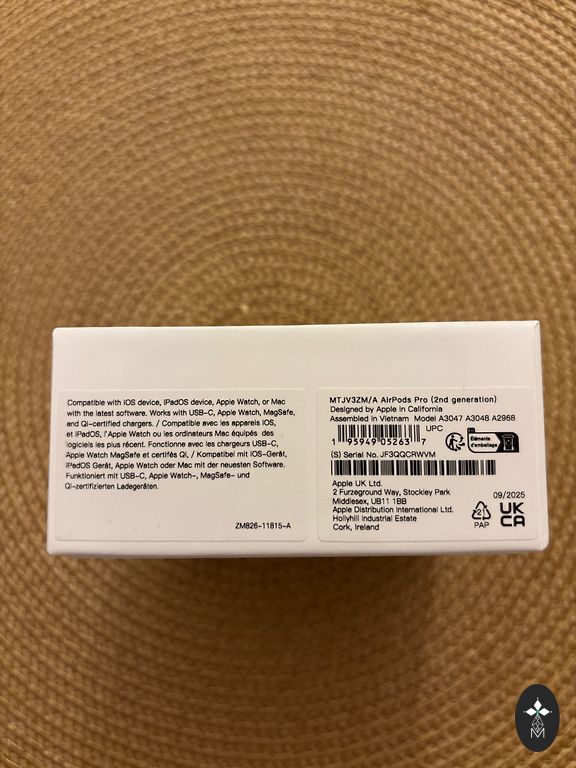 Compatible with iOS device, iPadOS device, Apple Watch, or Mac
with the latest software. Works with USB-C, Apple Watch, MagSafe,
and Qi-certified chargers. / Compatible avec les appareils iOS,
et iPadOS, l'Apple Watch ou les ordinateurs Mac équipés des
logiciels les plus récent. Fonctionne avec les chargeurs USB-C,
Apple Watch MagSafe et certifés Qi, / Kompatibel mit iOS-Gerät,
iPadOS Gerät, Apple Watch oder Mac mit der neuesten Software.
Funktioniert mit USB-C, Apple Watch-, MagSafe- und
Qi-zertifizierten Ladegeräten.
ZM826-11815-A
MTJV3ZM/A AirPods Pro (2nd generation)
Designed by Apple in California
Assembled in Vietnam Model A3047 A3048 A2968
UPC
1 95949 05263 7
Éléments
d'emballage
(S) Serial No. JF3QQCRWVM
Apple UK Ltd.
2 Furzeground Way, Stockley Park
Middlesex, UB11 1BB
Apple Distribution International Ltd.
Hollyhill Industrial Estate
Cork, Ireland
09/2025
21
PAP
UK
CA
M